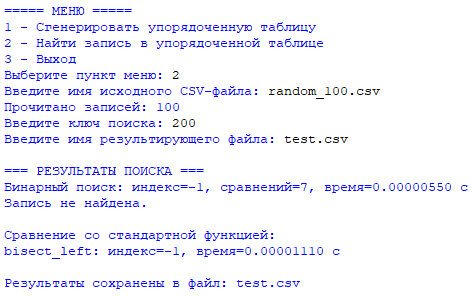 ===== МЕНЮ =====
1 - Сгенерировать упорядоченную таблицу
2 - Найти запись в упорядоченной таблице
3 - Выход
Выберите пункт меню: 2
Введите имя исходного CSV-файла: random_100.csv
Прочитано записей: 100
Введите ключ поиска: 200
Введите имя результирующего файла: test.csv
=== РЕЗУЛЬТАТЫ ПОИСКА ===
Бинарный поиск: индекс=-1, сравнений=7, время=0.00000550 с
Запись не найдена.
Сравнение со стандартной функцией:
bisect_left: индекс=-1, время=0.00001110 с
Результаты сохранены в файл: test.csv